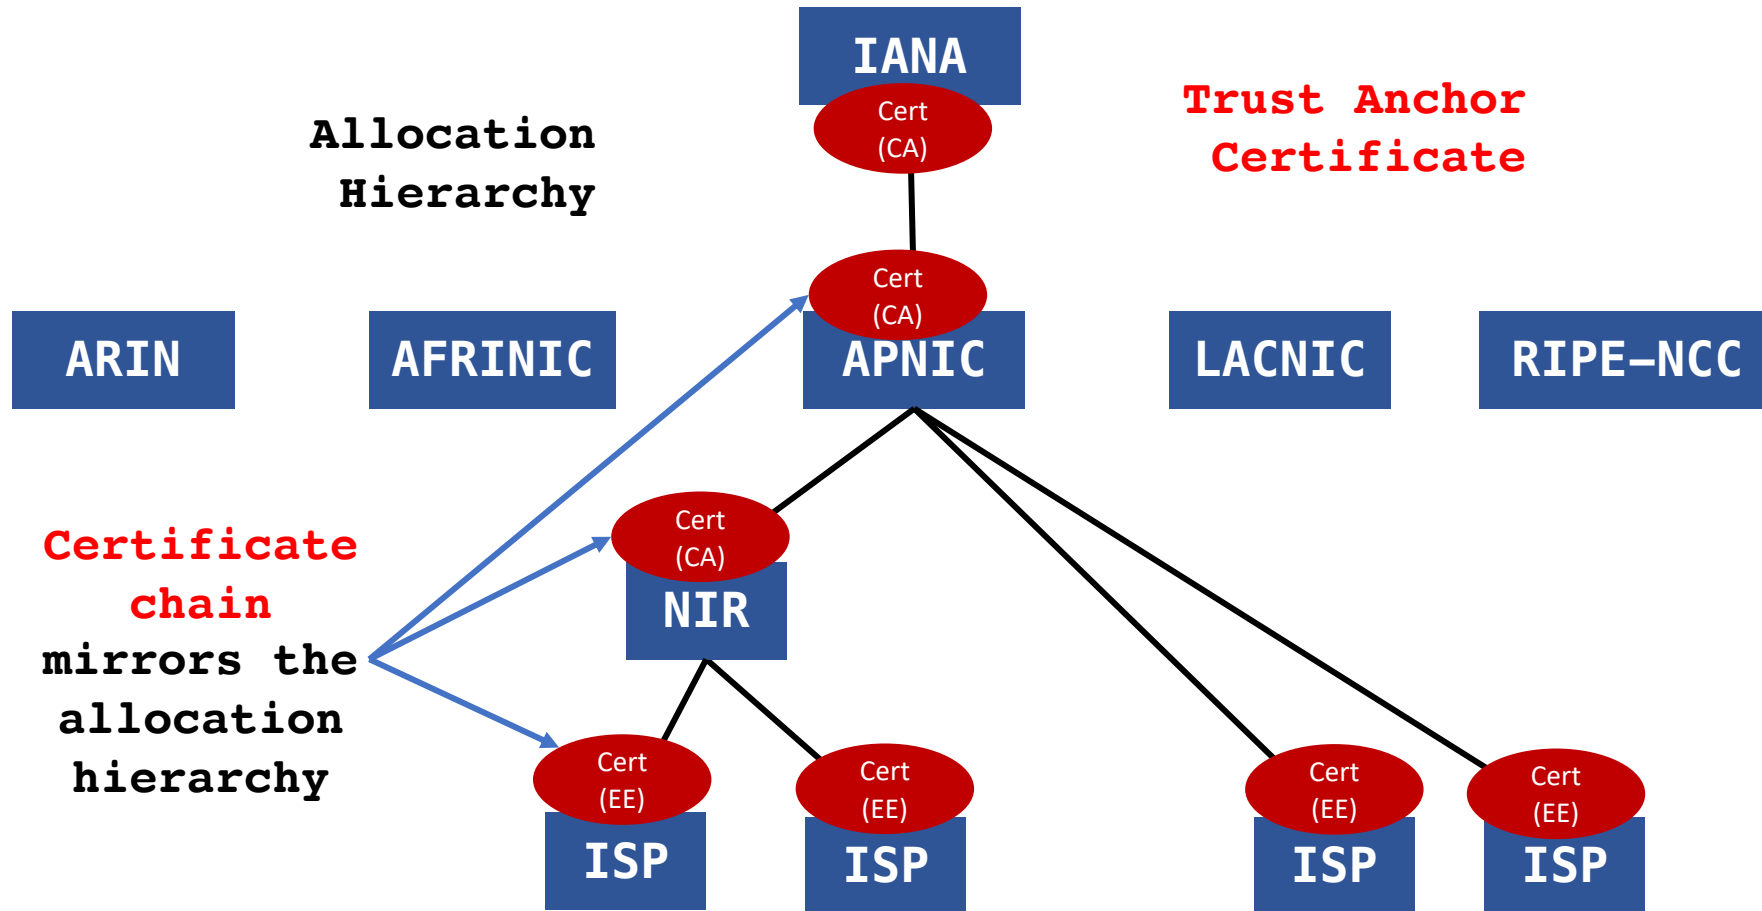 IANA
Cert
(CA)
Trust Anchor
Certificate
Allocation
Hierarchy
Cert
(CA)
ARIN
AFRINIC
APNIC
LACNIC
RIPE–NCC
Certificate
chain
mirrors the
allocation
hierarchy
Cert
(CA)
NIR
Cert
(EE)
ISP
Cert
(EE)
ISP
Cert
(EE)
ISP
Cert
(EE)
ISP